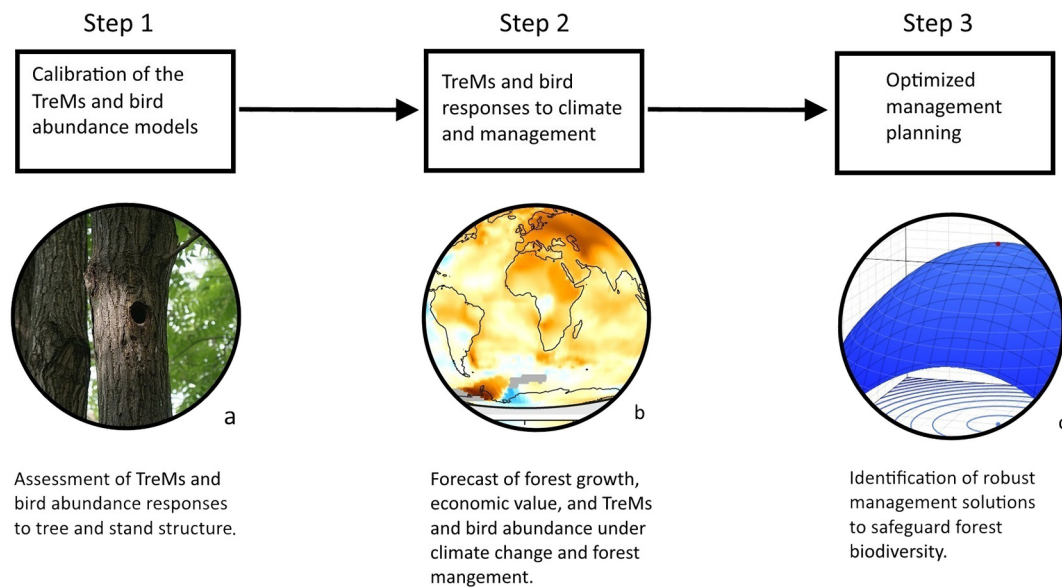 Step 1
Calibration of the
TreMs and bird
abundance models
Step 2
TreMs and bird
responses to climate
and management
Step 3
Optimized
management
planning
a
b
c
Assessment of TreMs and
bird abundance responses
to tree and stand structure.
Forecast of forest growth,
economic value, and TreMs
and bird abundance under
climate change and forest
mangement.
Identification of robust
management solutions
to safeguard forest
biodiversity.